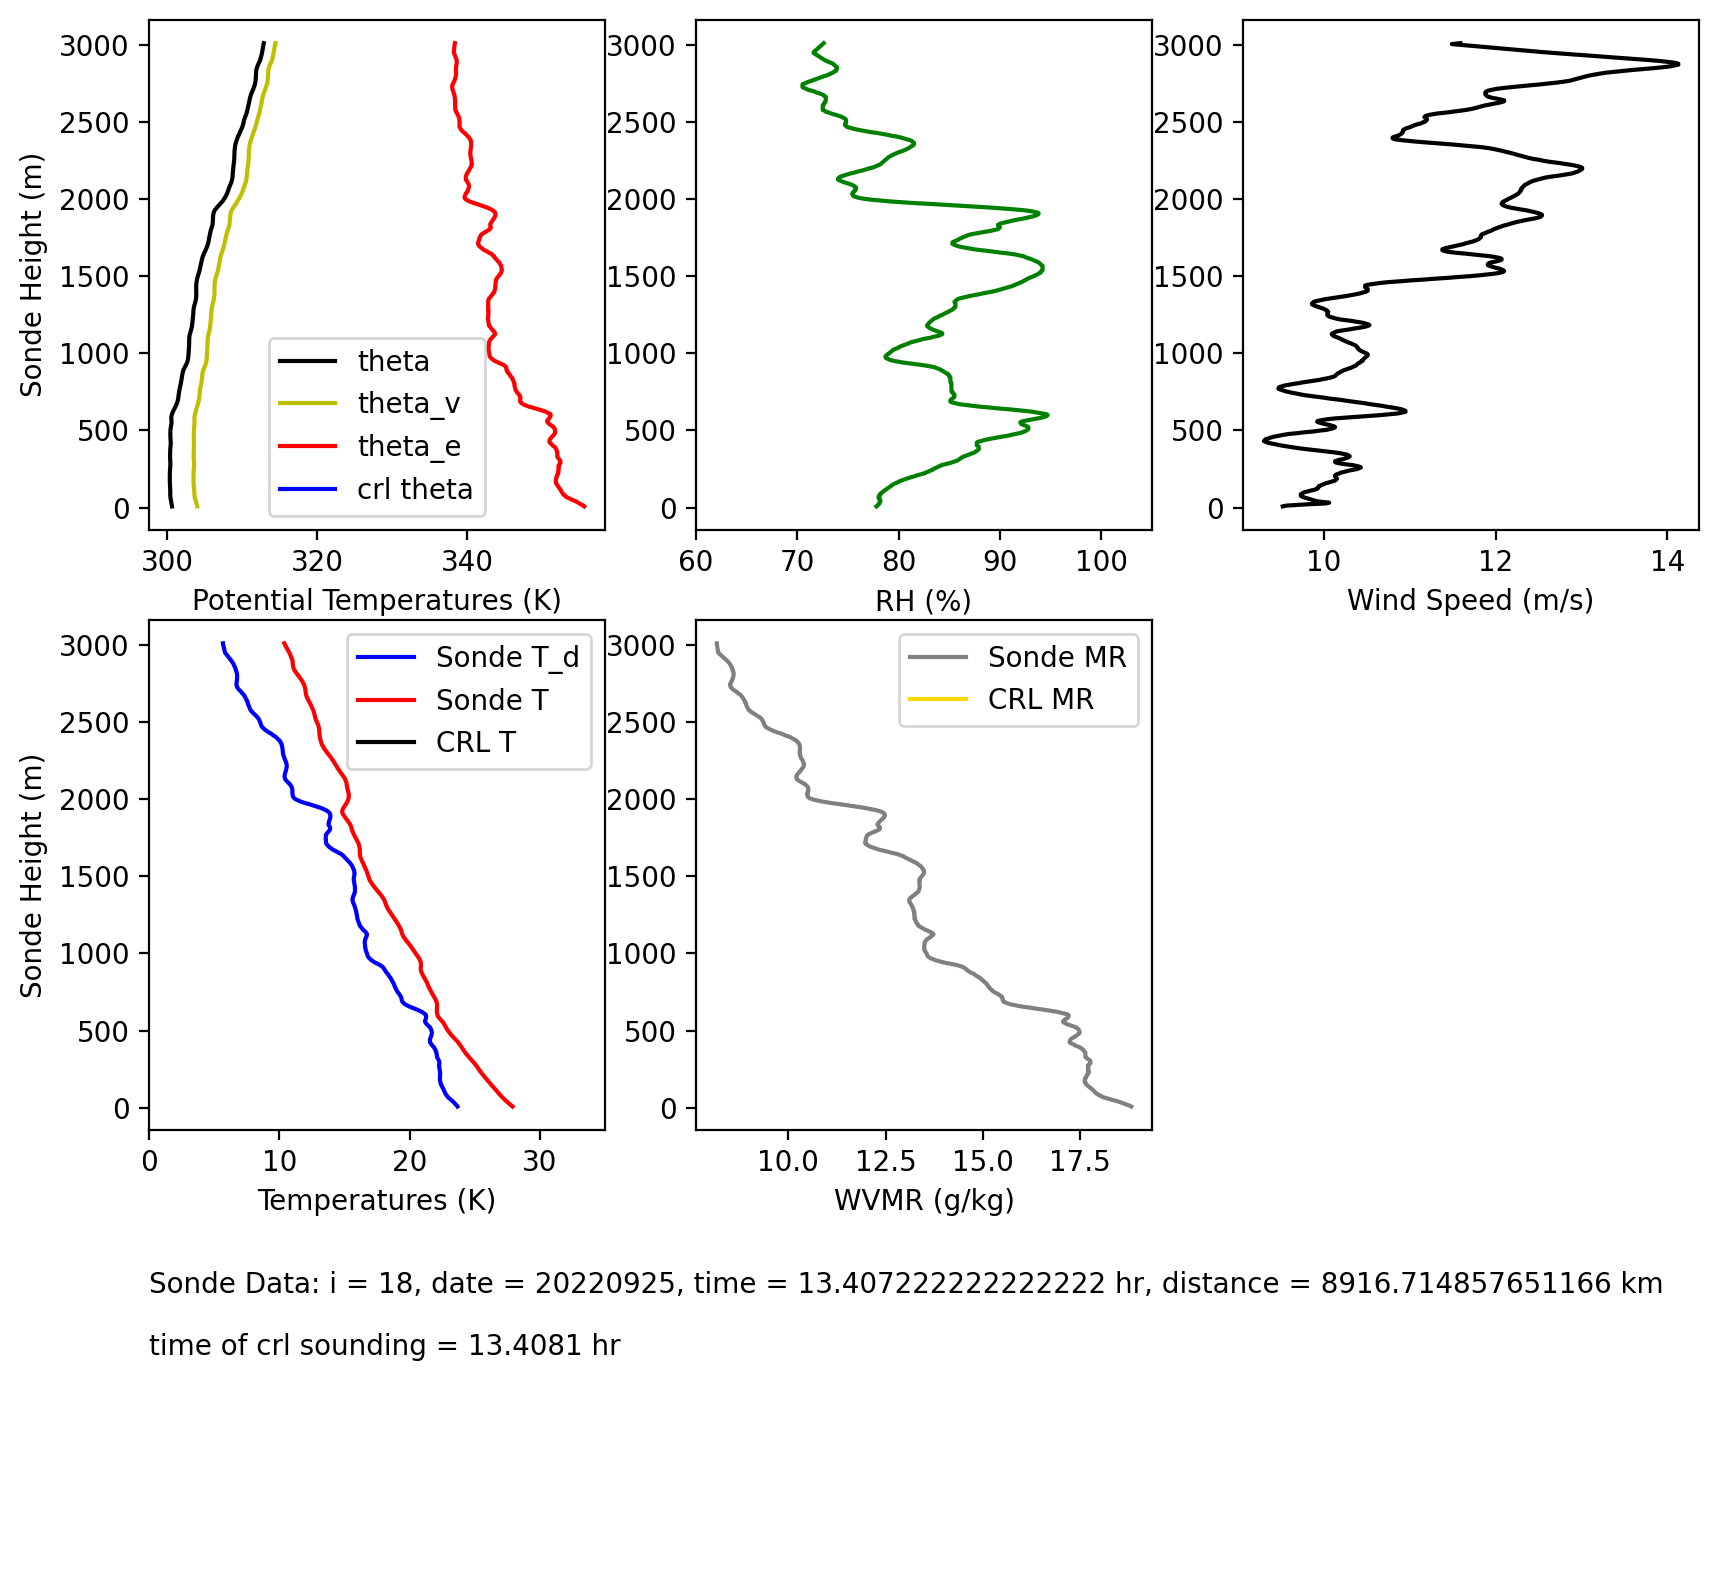 3000
2500
2000
1500
1000
500
0
Sonde Height (m)
theta
theta_v
theta_e
crl theta
300 320 340
Potential Temperatures (K)
3000
2500
2000
1500
1000
500
0
60 70 80 90 100
RH (%)
3000
2500
2000
1500
1000
500
0
10 12 14
Wind Speed (m/s)
3000
2500
2000
1500
1000
500
0
Sonde Height (m)
Sonde T_d
Sonde T
CRL T
0 10 20 30
Temperatures (K)
3000
2500
2000
1500
1000
500
0
Sonde MR
CRL MR
10.0 12.5 15.0 17.5
WVMR (g/kg)
Sonde Data: i = 18, date = 20220925, time = 13.407222222222222 hr, distance = 8916.714857651166 km
time of crl sounding = 13.4081 hr